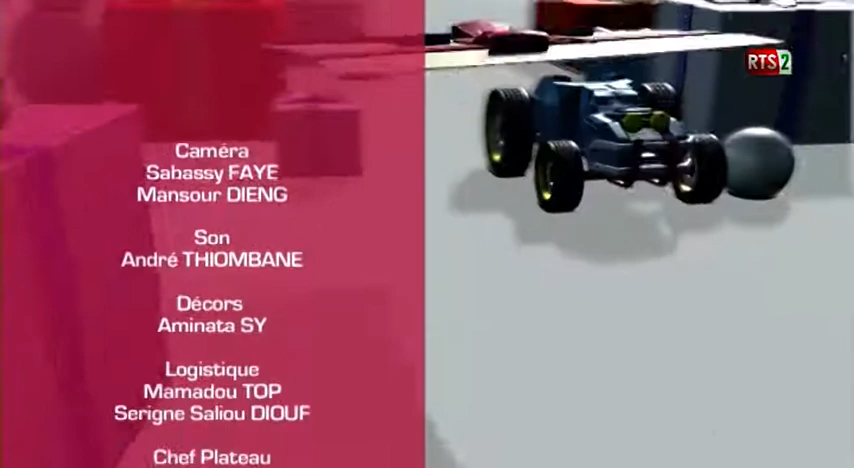 RTS2
Caméra
Sabassy FAYE
Mansour DIENG
Son
André THIOMBANE
Décors
Aminata SY
Logistique
Mamadou TOP
Serigne Saliou DIOUF
Chef Plateau